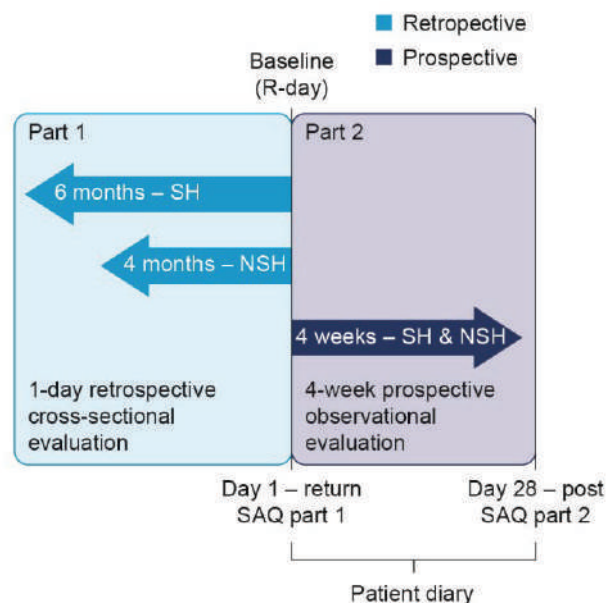 Retropective
Prospective
Baseline
(R-day)
Part 1
Part 2
6 months – SH
4 months – NSH
4 weeks – SH & NSH
1-day retrospective
cross-sectional
evaluation
4-week prospective
observational
evaluation
Day 1 – return
SAQ part 1
Day 28 – post
SAQ part 2
Patient diary